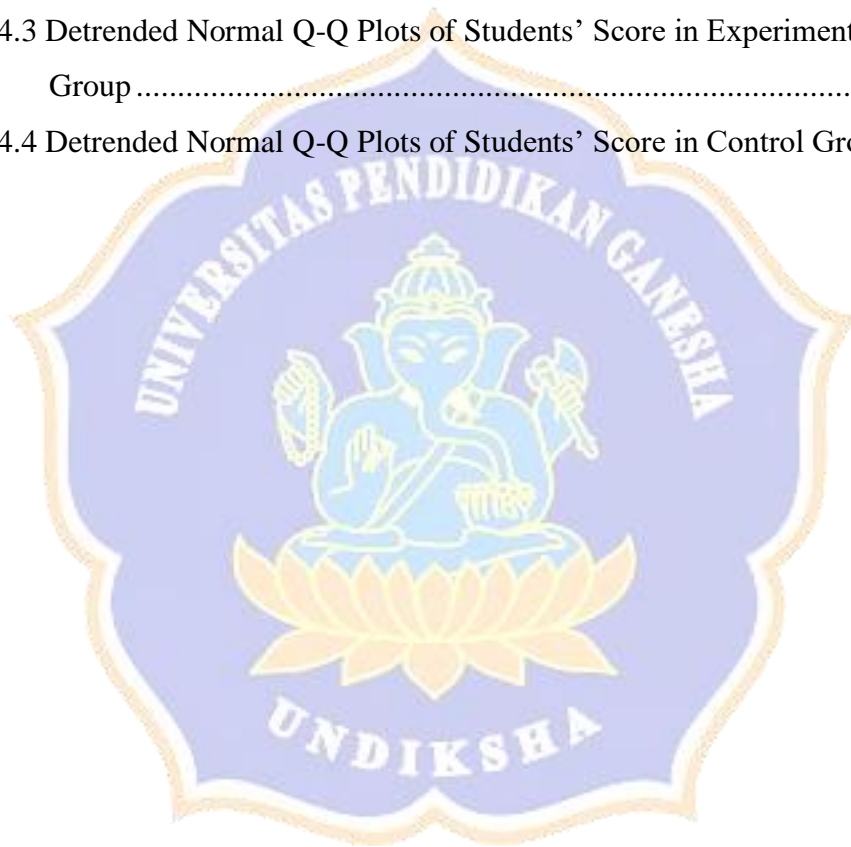 4.3 Detrended Normal Q-Q Plots of Students’ Score in Experiment
Group ....................................................................................
4.4 Detrended Normal Q-Q Plots of Students’ Score in Control Gro
UNIVERSITAS PENDIDIKAN GANESHA
UNDIKSHA